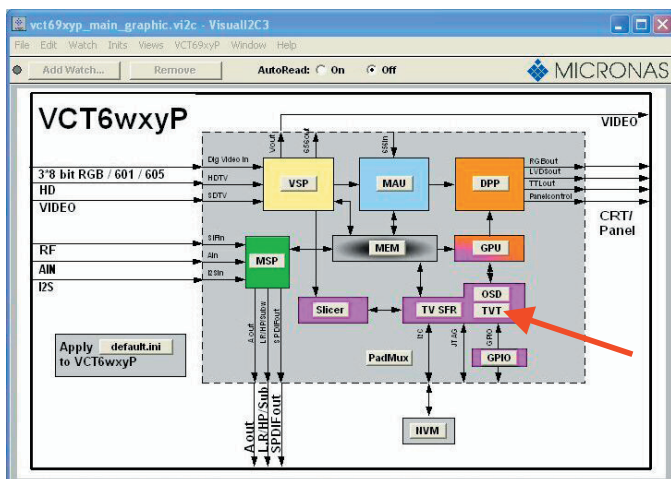 vct69xyp_main_graphic.vi2c - VisualI2C3
File Edit Watch Inits Views VCT69xyP Window Help
Add Watch... Remove AutoRead: On Off MICRONAS
VCT6wxyP
VIDEO
Vout
656out
656in
3*8 bit RGB / 601 / 605
HD
VIDEO
Dig Video In
HDTV
SDTV
VSP
MAU
DPP
RGBout
LVDSout
TTLout
Panelcontrol
CRT/
Panel
RF
AIN
I2S
SIFin
Ain
I2Sin
MSP
MEM
GPU
Slicer
TV SFR
OSD
TVT
Aout
LR/HP/Subw
SPDIFout
I2C
JTAG
GPIO
GPIO
PadMux
Apply default.ini
to VCT6wxyP
Aout
L.R/HP/Sub.
SPDIFout
NVM